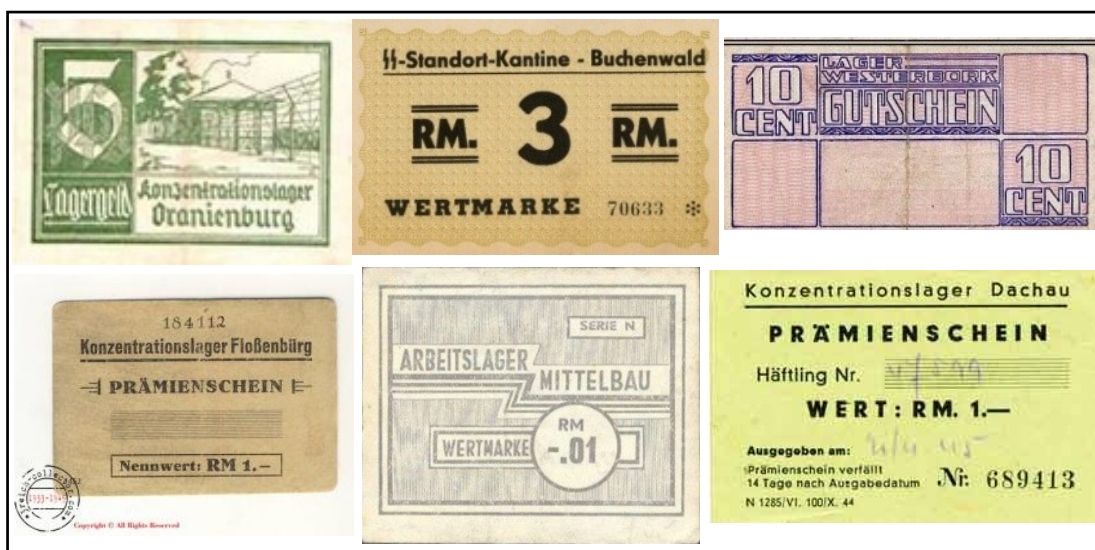 5
Lagergeld
Konzentrationslager
Oranienburg
ϟϟ-Standort-Kantine - Buchenwald
RM. 3 RM.
WERTMARKE 70633 *
10
CENT
LAGER
WESTERBORK
GUTSCHEIN
10
CENT
184112
Konzentrationslager Floßenbürg
PRÄMIENSCHEIN
Nennwert: RM 1.-
1933-194
Copyright © All Rights Reserved
SERIE N
ARBEITSLAGER
MITTELBAU
WERTMARKE
RM
-.01
Konzentrationslager Dachau
PRÄMIENSCHEIN
Häftling Nr.
WERT: RM. 1.—
Ausgegeben am:
Prämienschein verfällt
14 Tage nach Ausgabedatum
Nr. 689413
N 1285/VI. 100/X. 44